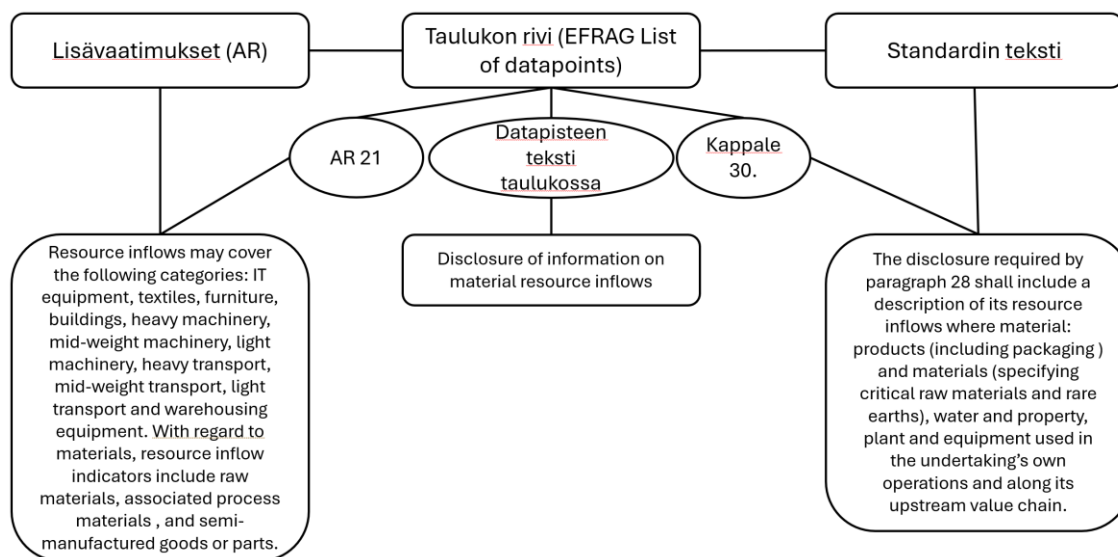 Lisävaatimukset (AR)
Taulukon rivi (EFRAG List
of datapoints)
Standardin teksti
AR 21
Datapisteen
teksti
taulukossa
Kappale
30.
Resource inflows may cover
the following categories: IT
equipment, textiles, furniture,
buildings, heavy machinery,
mid-weight machinery, light
machinery, heavy transport,
mid-weight transport, light
transport and warehousing
equipment. With regard to
materials, resource inflow
indicators include raw
materials, associated process
materials , and semi-
manufactured goods or parts.
Disclosure of information on
material resource inflows
The disclosure required by
paragraph 28 shall include a
description of its resource
inflows where material:
products (including packaging )
and materials (specifying
critical raw materials and rare
earths), water and property,
plant and equipment used in
the undertaking’s own
operations and along its
upstream value chain.